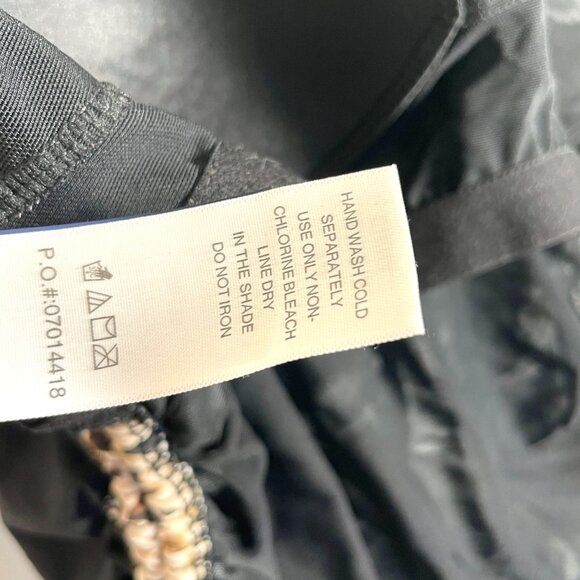 HAND WASH COLD
SEPARATELY
USE ONLY NON-
CHLORINE BLEACH
LINE DRY
IN THE SHADE
DO NOT IRON
P.O.#:07014418